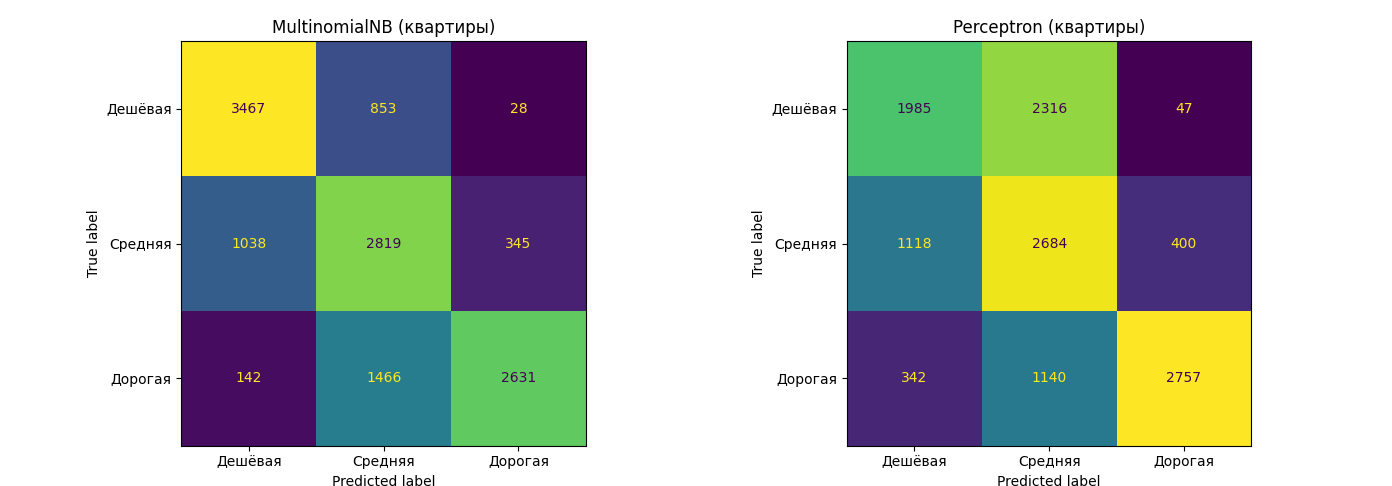 MultinomialNB (квартиры)
True label
Дешёвая
3467 853 28
Средняя
1038 2819 345
Дорогая
142 1466 2631
Дешёвая Средняя Дорогая
Predicted label
Perceptron (квартиры)
True label
Дешёвая
1985 2316 47
Средняя
1118 2684 400
Дорогая
342 1140 2757
Дешёвая Средняя Дорогая
Predicted label